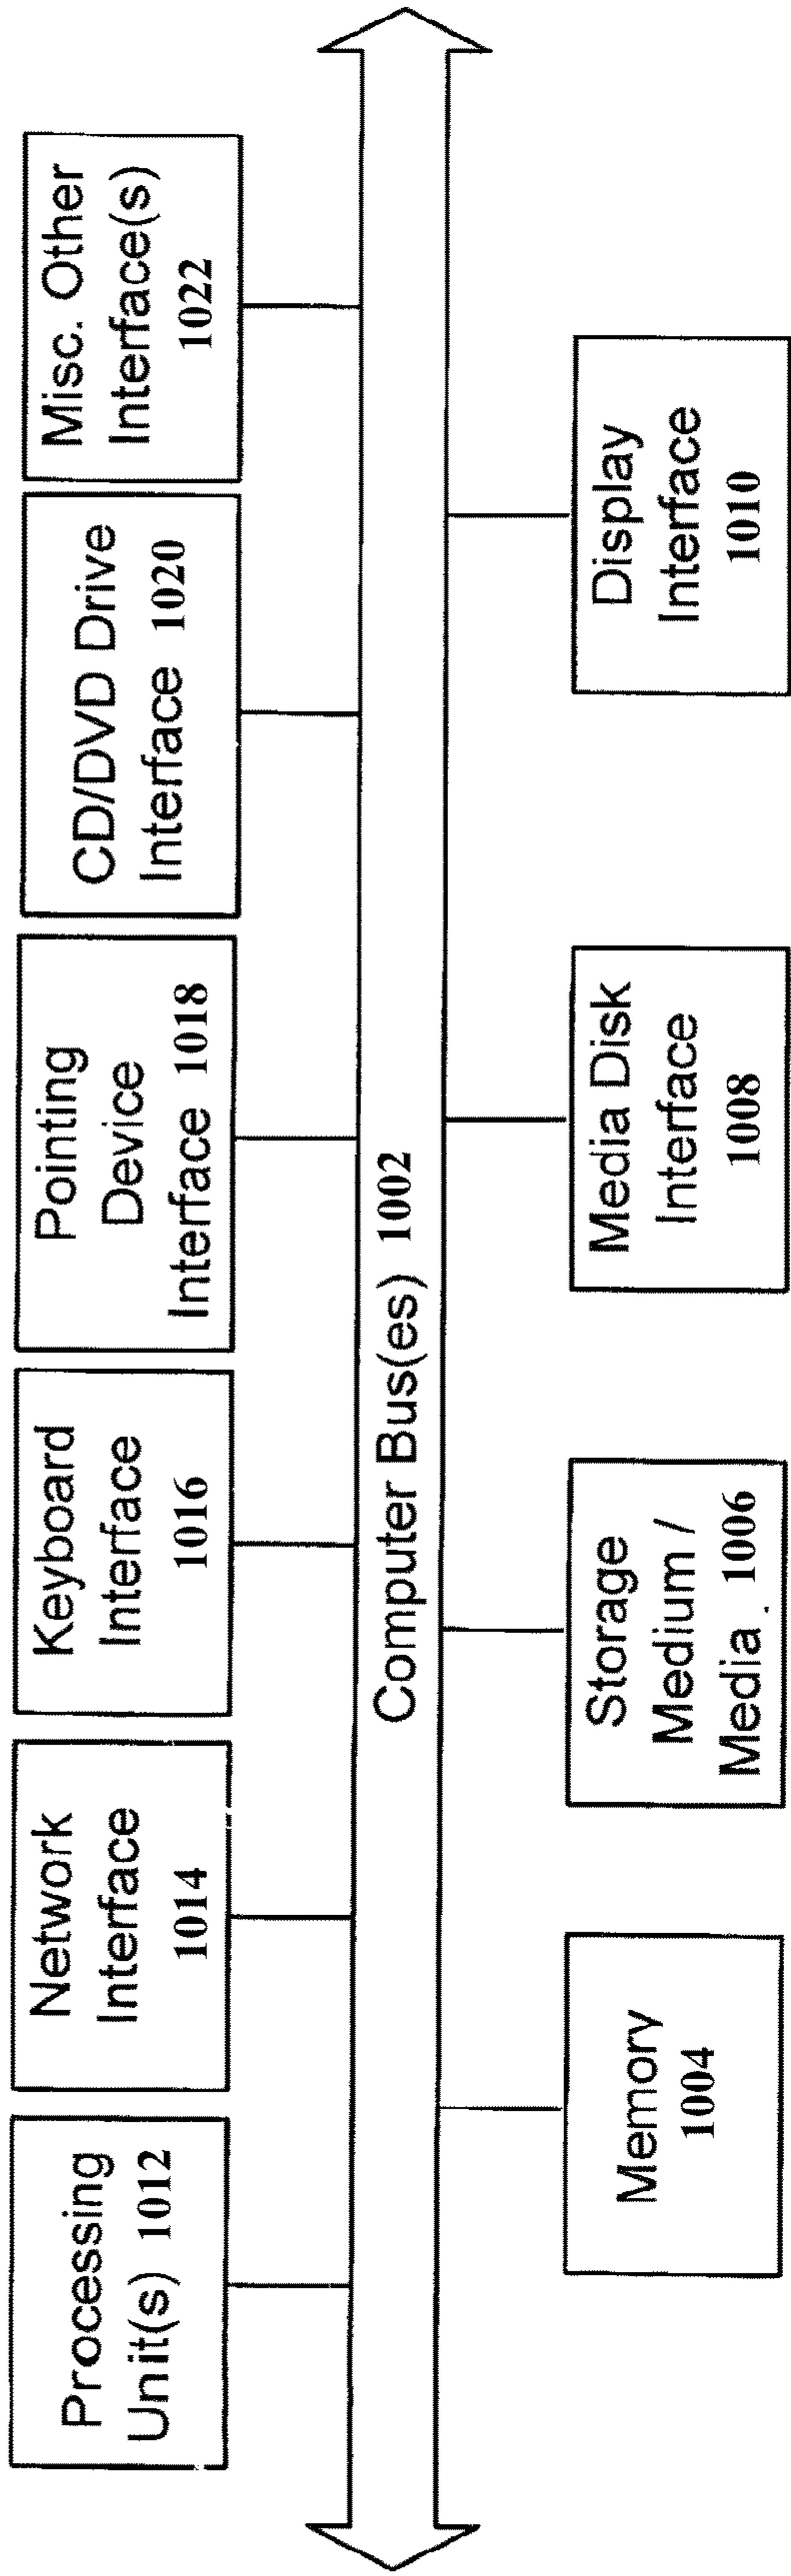 Processing
Unit(s) 1012
Network
Interface
1014
Keyboard
Interface
1016
Pointing
Device
Interface 1018
CD/DVD Drive
Interface 1020
Misc. Other
Interface(s)
1022
Computer Bus(es) 1002
Memory
1004
Storage
Medium /
Media . 1006
Media Disk
Interface
1008
Display
Interface
1010